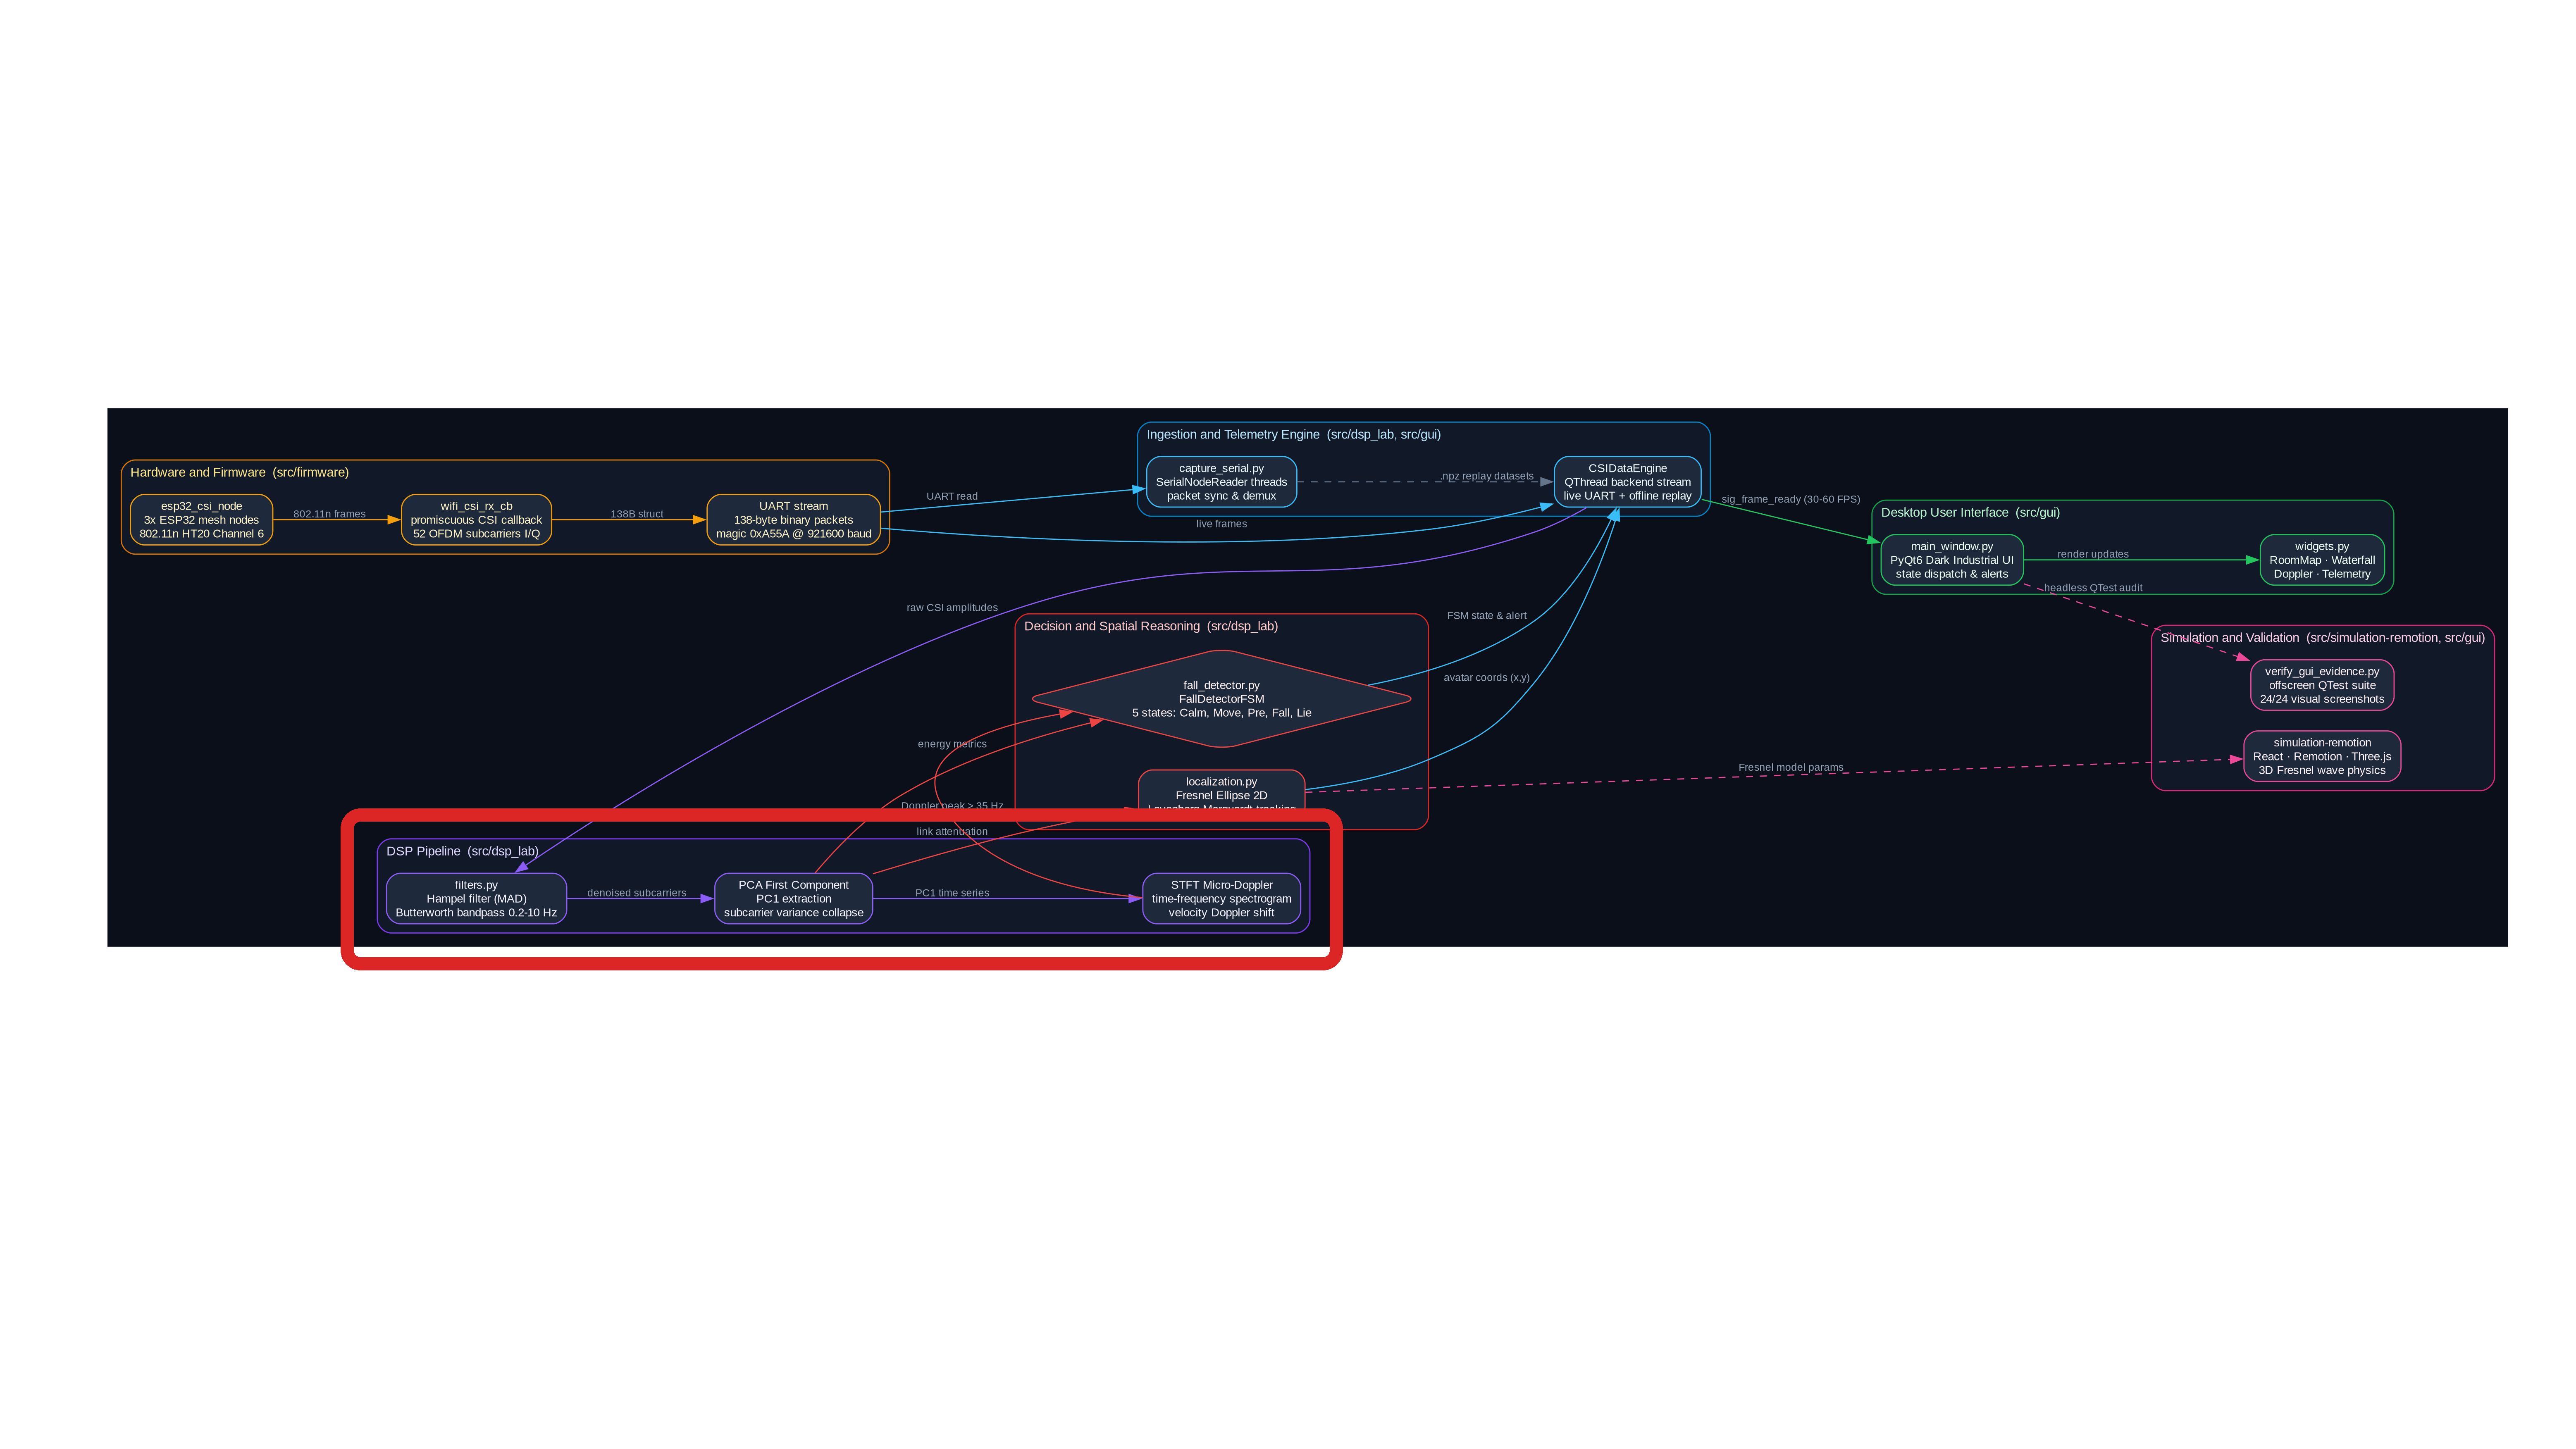 Hardware and Firmware  (src/firmware)
esp32_csi_node
3x ESP32 mesh nodes
802.11n HT20 Channel 6
802.11n frames
wifi_csi_rx_cb
promiscuous CSI callback
52 OFDM subcarriers I/Q
138B struct
UART stream
138-byte binary packets
magic 0xA55A @ 921600 baud
UART read
live frames
Ingestion and Telemetry Engine  (src/dsp_lab, src/gui)
capture_serial.py
SerialNodeReader threads
packet sync & demux
.npz replay datasets
CSIDataEngine
QThread backend stream
live UART + offline replay
sig_frame_ready (30-60 FPS)
Desktop User Interface  (src/gui)
main_window.py
PyQt6 Dark Industrial UI
state dispatch & alerts
render updates
widgets.py
RoomMap · Waterfall
Doppler · Telemetry
headless QTest audit
raw CSI amplitudes
FSM state & alert
avatar coords (x,y)
Decision and Spatial Reasoning  (src/dsp_lab)
fall_detector.py
FallDetectorFSM
5 states: Calm, Move, Pre, Fall, Lie
energy metrics
localization.py
Fresnel Ellipse 2D
Doppler peak > 35 Hz
link attenuation
Fresnel model params
Simulation and Validation  (src/simulation-remotion, src/gui)
verify_gui_evidence.py
offscreen QTest suite
24/24 visual screenshots
simulation-remotion
React · Remotion · Three.js
3D Fresnel wave physics
DSP Pipeline  (src/dsp_lab)
filters.py
Hampel filter (MAD)
Butterworth bandpass 0.2-10 Hz
denoised subcarriers
PCA First Component
PC1 extraction
subcarrier variance collapse
PC1 time series
STFT Micro-Doppler
time-frequency spectrogram
velocity Doppler shift